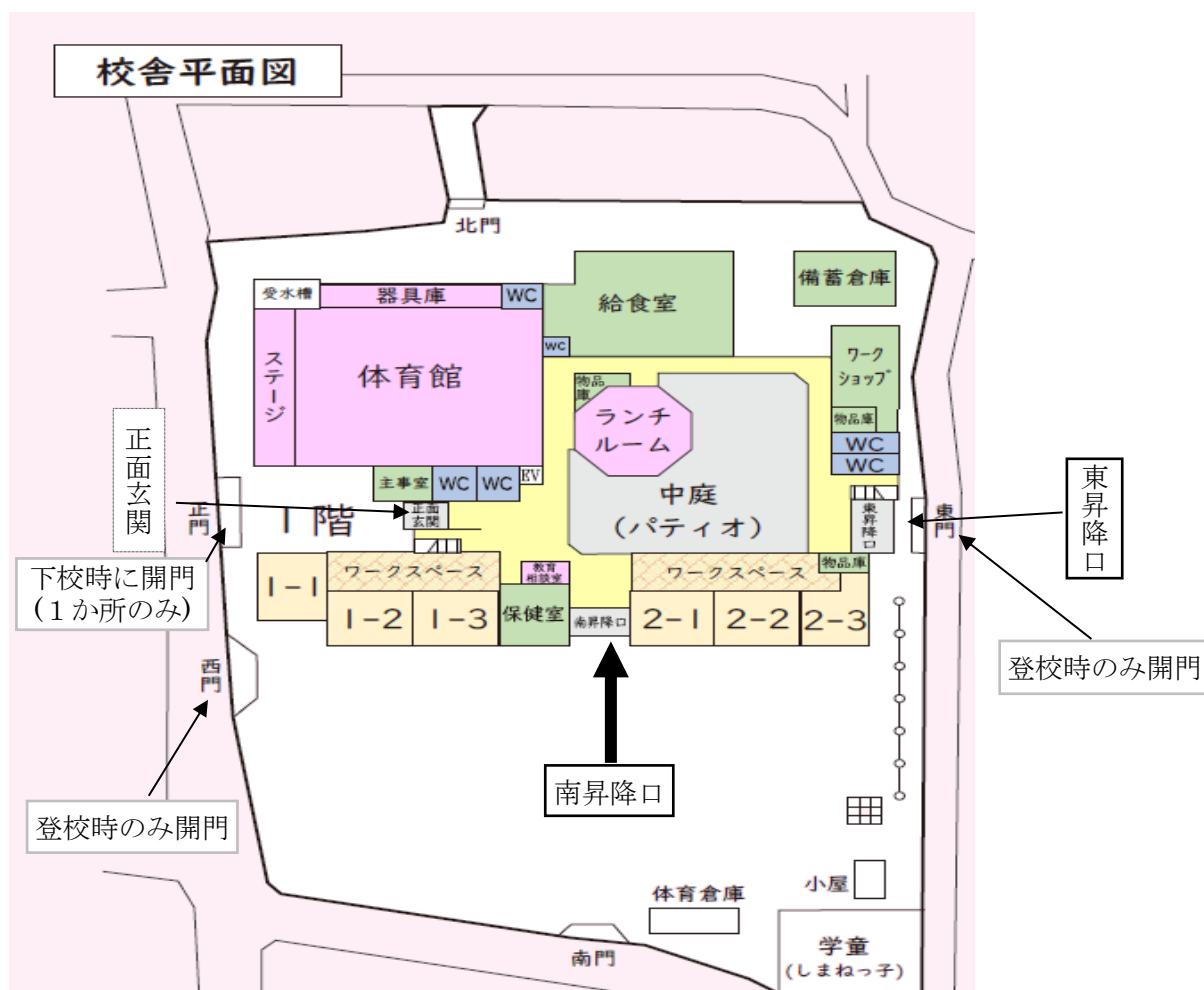 校舎平面図
北門
受水槽
器具庫
WC
給食室
備蓄倉庫
ステージ
体育館
WC
物品庫
ランチ
ルーム
ワーク
ショップ
物品庫
WC
WC
正面玄関
主事室
WC
WC
EV
中庭
(パティオ)
東昇降口
正門
1階
正面
玄関
東昇降口
東門
下校時に開門
(１か所のみ)
1-1
ワークスペース
教育
相談室
ワークスペース
物品庫
1-2
1-3
保健室
南昇降口
2-1
2-2
2-3
西門
登校時のみ開門
南昇降口
登校時のみ開門
小屋
体育倉庫
南門
学童
(しまねっ子)